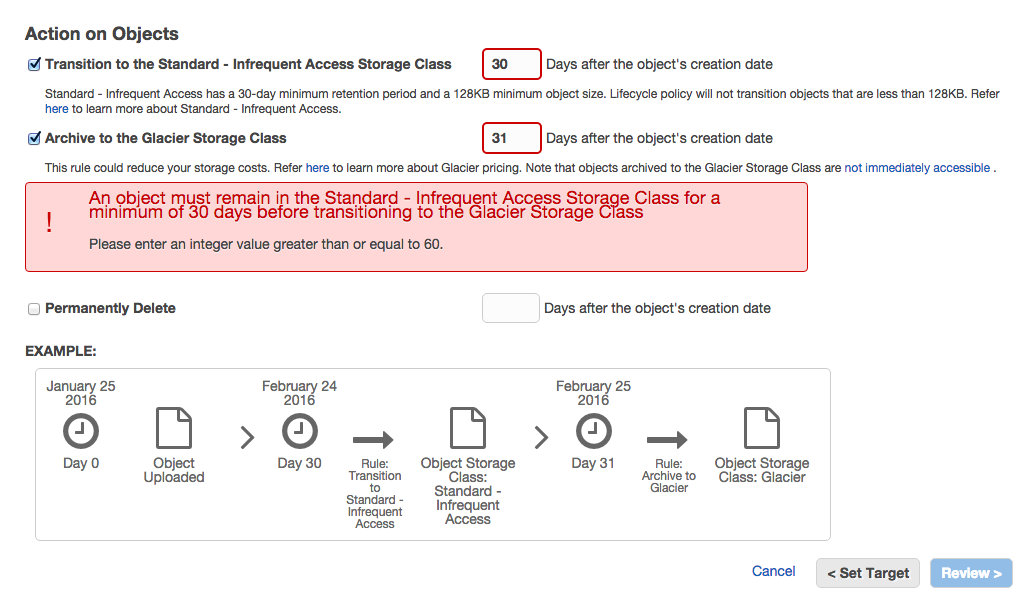 Action on Objects
Transition to the Standard - Infrequent Access Storage Class 30 Days after the object's creation date
Standard - Infrequent Access has a 30-day minimum retention period and a 128KB minimum object size. Lifecycle policy will not transition objects that are less than 128KB. Refer
here to learn more about Standard - Infrequent Access.
Archive to the Glacier Storage Class 31 Days after the object's creation date
This rule could reduce your storage costs. Refer here to learn more about Glacier pricing. Note that objects archived to the Glacier Storage Class are not immediately accessible .
An object must remain in the Standard - Infrequent Access Storage Class for a
! minimum of 30 days before transitioning to the Glacier Storage Class
Please enter an integer value greater than or equal to 60.
Permanently Delete Days after the object's creation date
EXAMPLE:
January 25
2016
Day 0
Object
Uploaded
February 24
2016
Day 30
Rule:
Transition
to
Standard -
Infrequent
Access
Object Storage
Class:
Standard -
Infrequent
Access
February 25
2016
Day 31
Rule:
Archive to
Glacier
Object Storage
Class: Glacier
Cancel < Set Target Review >